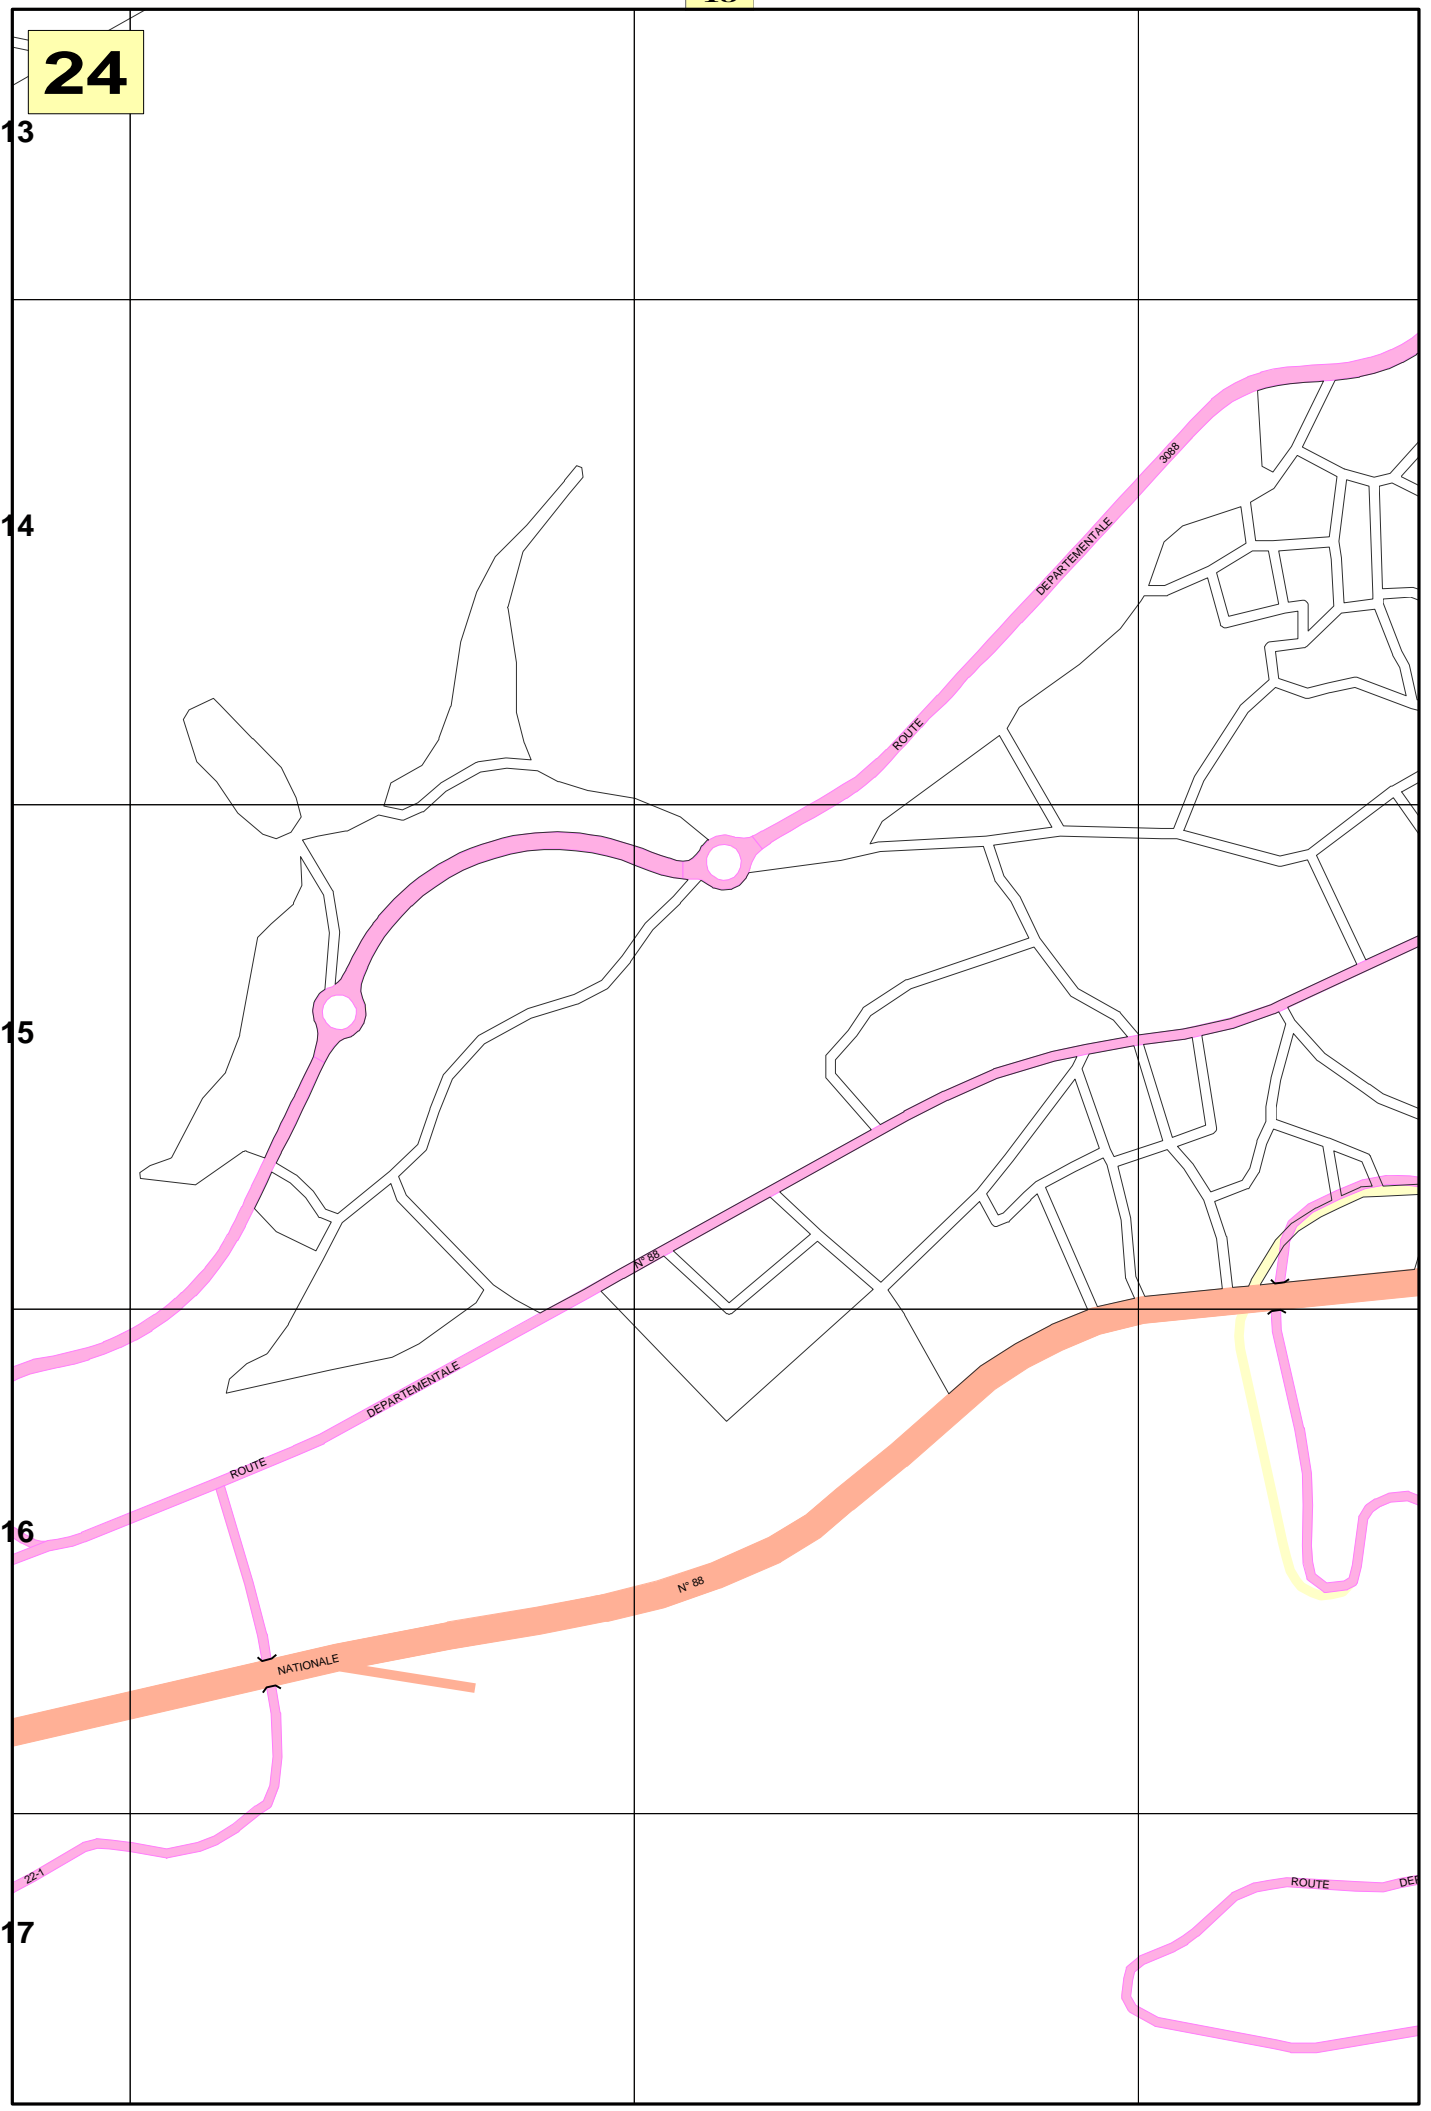 24
13
3088
14
DEPARTEMENTALE
ROUTE
15
N° 88
DEPARTEMENTALE
ROUTE
16
N° 88
NATIONALE
22-1
ROUTE
17